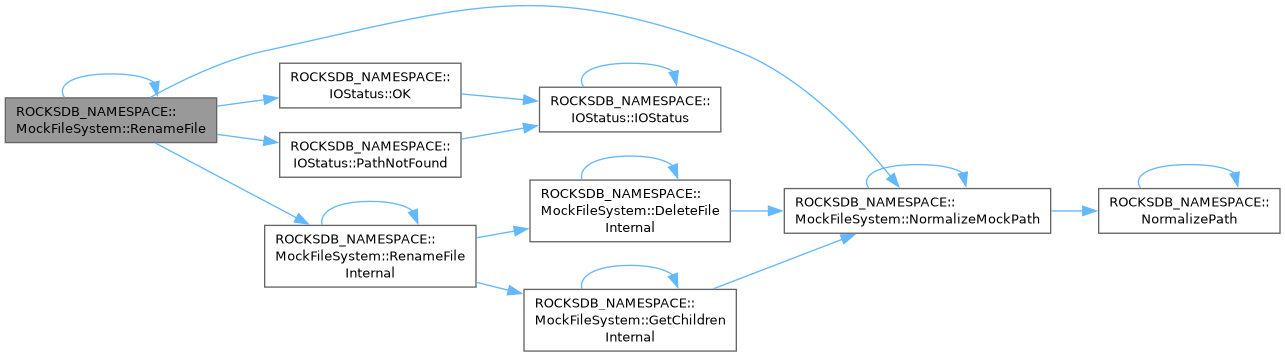 ROCKSDB_NAMESPACE::
MockFileSystem::RenameFile
ROCKSDB_NAMESPACE::
IOStatus::OK
ROCKSDB_NAMESPACE::
IOStatus::PathNotFound
ROCKSDB_NAMESPACE::
MockFileSystem::RenameFile
Internal
ROCKSDB_NAMESPACE::
IOStatus::IOStatus
ROCKSDB_NAMESPACE::
MockFileSystem::DeleteFile
Internal
ROCKSDB_NAMESPACE::
MockFileSystem::GetChildren
Internal
ROCKSDB_NAMESPACE::
MockFileSystem::NormalizeMockPath
ROCKSDB_NAMESPACE::
NormalizePath